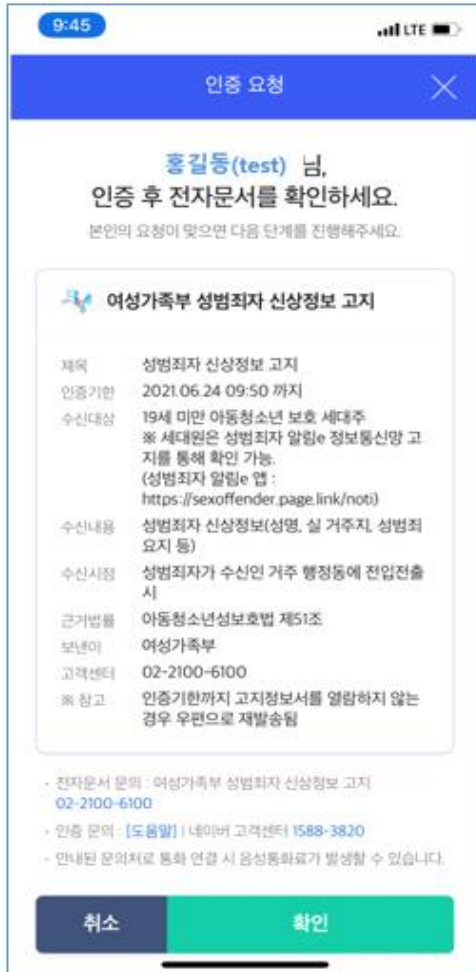 9:45
LTE
인증 요청
홍길동(test) 님,
인증 후 전자문서를 확인하세요.
본인의 요청이 맞으면 다음 단계를 진행해주세요.
여성가족부 성범죄자 신상정보 고지
제목 성범죄자 신상정보 고지
인증기한 2021.06.24 09:50 까지
수신대상 19세 미만 아동청소년 보호 세대주
※ 세대원은 성범죄자 알림e 정보통신망 고
지를 통해 확인 가능.
(성범죄자 알림e 앱 :
https://sexoffender.page.link/noti)
수신내용 성범죄자 신상정보(성명, 실 거주지, 성범죄
요지 등)
수신시점 성범죄자가 수신인 거주 행정동에 전입전출
시
근거법률 아동청소년성보호법 제51조
보낸이 여성가족부
고객센터 02-2100-6100
※ 참고 인증기한까지 고지정보서를 열람하지 않는
경우 우편으로 재발송됨
- 전자문서 문의 : 여성가족부 성범죄자 신상정보 고지
02-2100-6100
- 인증 문의 : [도움말] | 네이버 고객센터 1588-3820
- 안내된 문의처로 통화 연결 시 음성통화료가 발생할 수 있습니다.
취소 확인